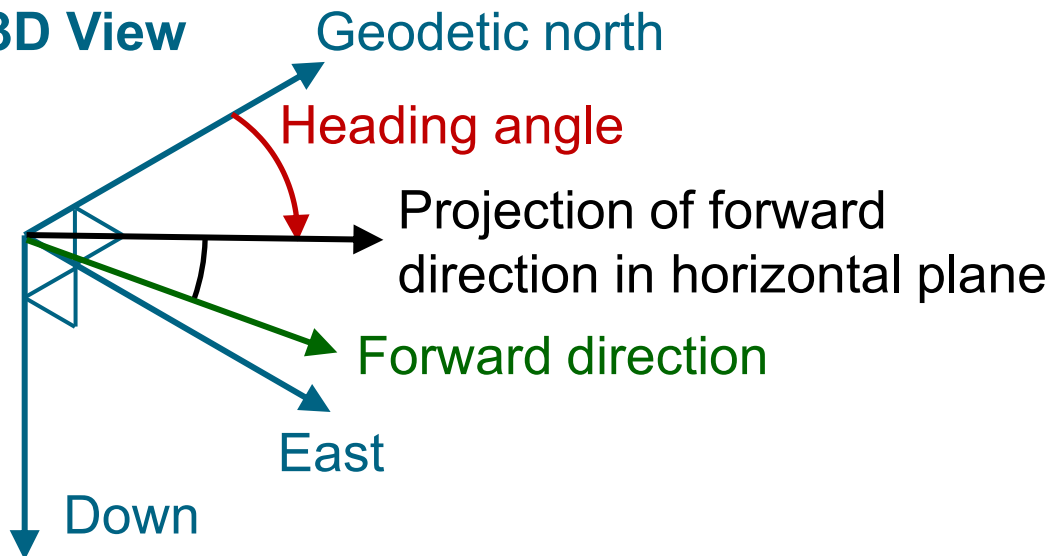 3D View
Geodetic north
Heading angle
Projection of forward
direction in horizontal plane
Forward direction
East
Down